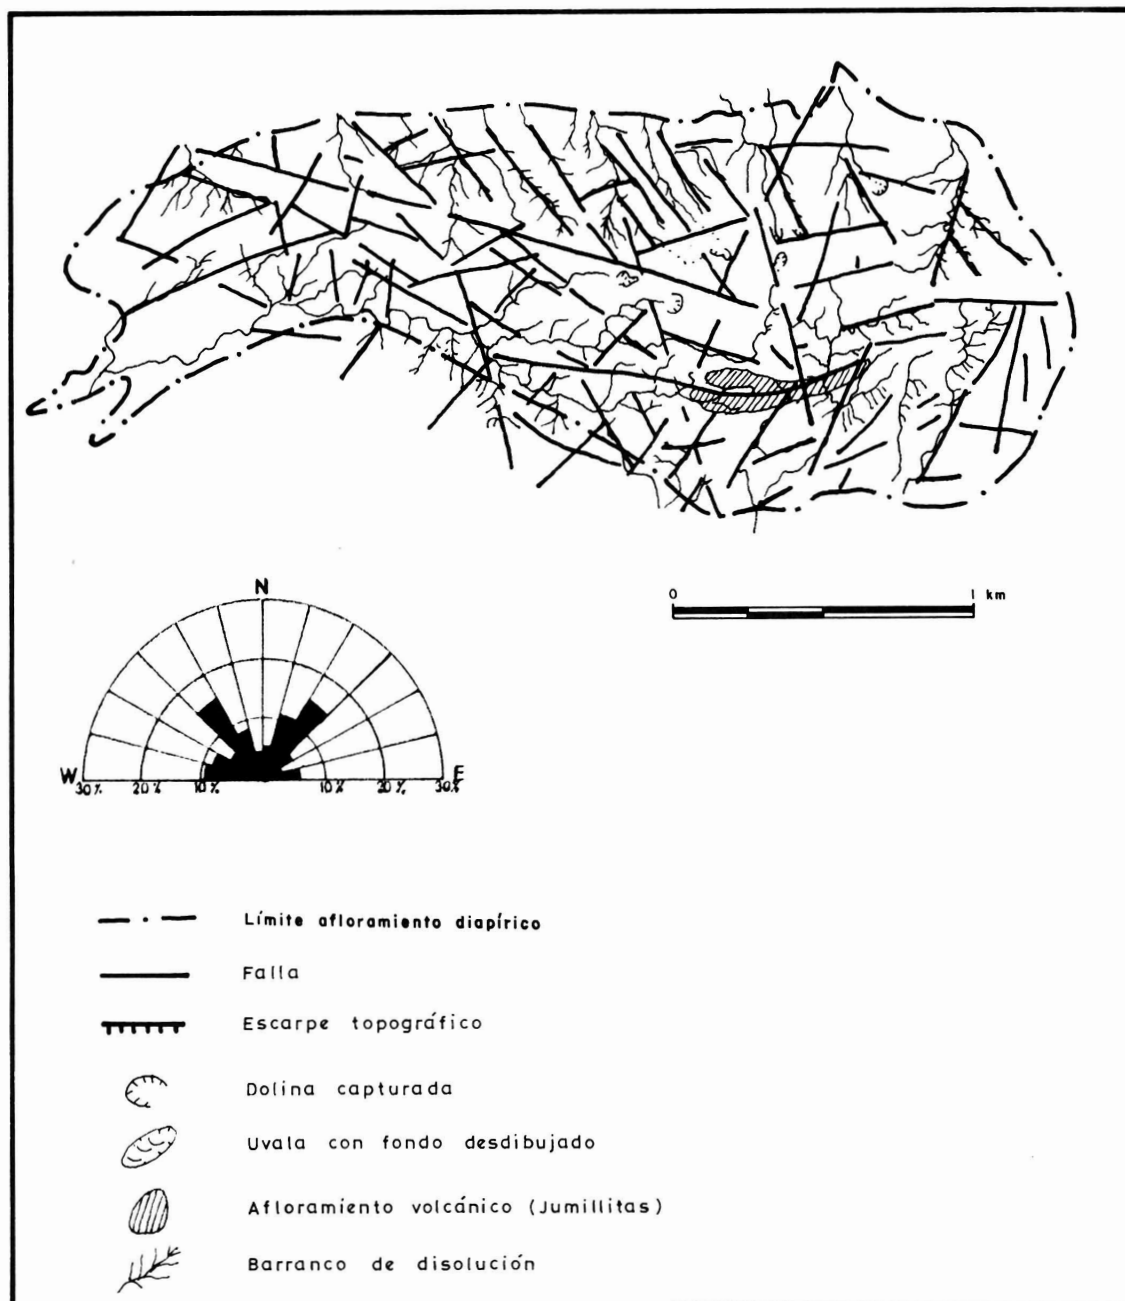 0 1 km
N
W E
30% 20% 10% 10% 20% 30%
Límite afloramiento diapírico
Falla
Escarpe topográfico
Dolina capturada
Uvala con fondo desdibujado
Afloramiento volcánico (Jumillitas)
Barranco de disolución